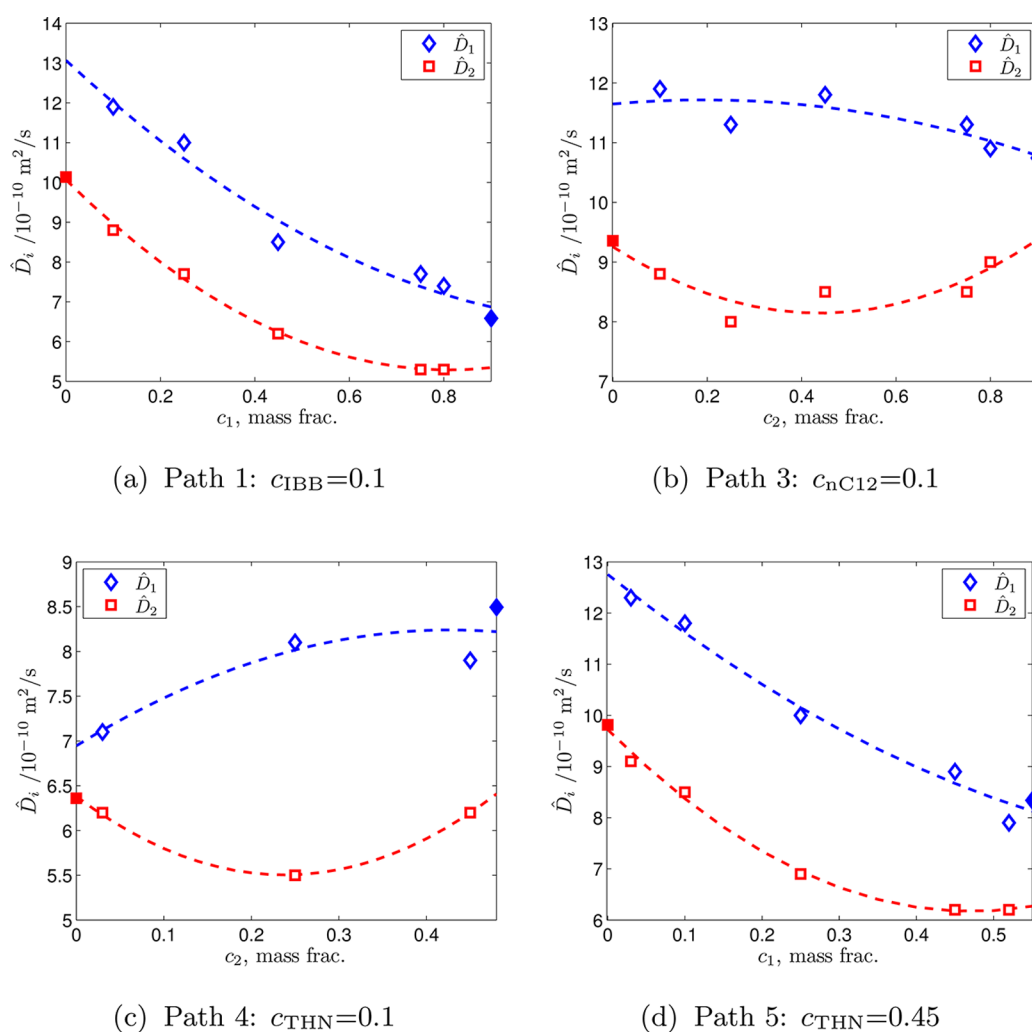 14
13
12
11
10
9
8
7
6
5
0 0.2 0.4 0.6 0.8
D̂₁
D̂₂
D̂ᵢ /10⁻¹⁰ m²/s
c₁, mass frac.
(a) Path 1: c_IBB=0.1
13
12
11
10
9
8
7
0 0.2 0.4 0.6 0.8
D̂₁
D̂₂
D̂ᵢ /10⁻¹⁰ m²/s
c₂, mass frac.
(b) Path 3: c_nC12=0.1
9
8.5
8
7.5
7
6.5
6
5.5
5
0 0.1 0.2 0.3 0.4
D̂₁
D̂₂
D̂ᵢ /10⁻¹⁰ m²/s
c₂, mass frac.
(c) Path 4: c_THN=0.1
13
12
11
10
9
8
7
6
0 0.1 0.2 0.3 0.4 0.5
D̂₁
D̂₂
D̂ᵢ /10⁻¹⁰ m²/s
c₁, mass frac.
(d) Path 5: c_THN=0.45